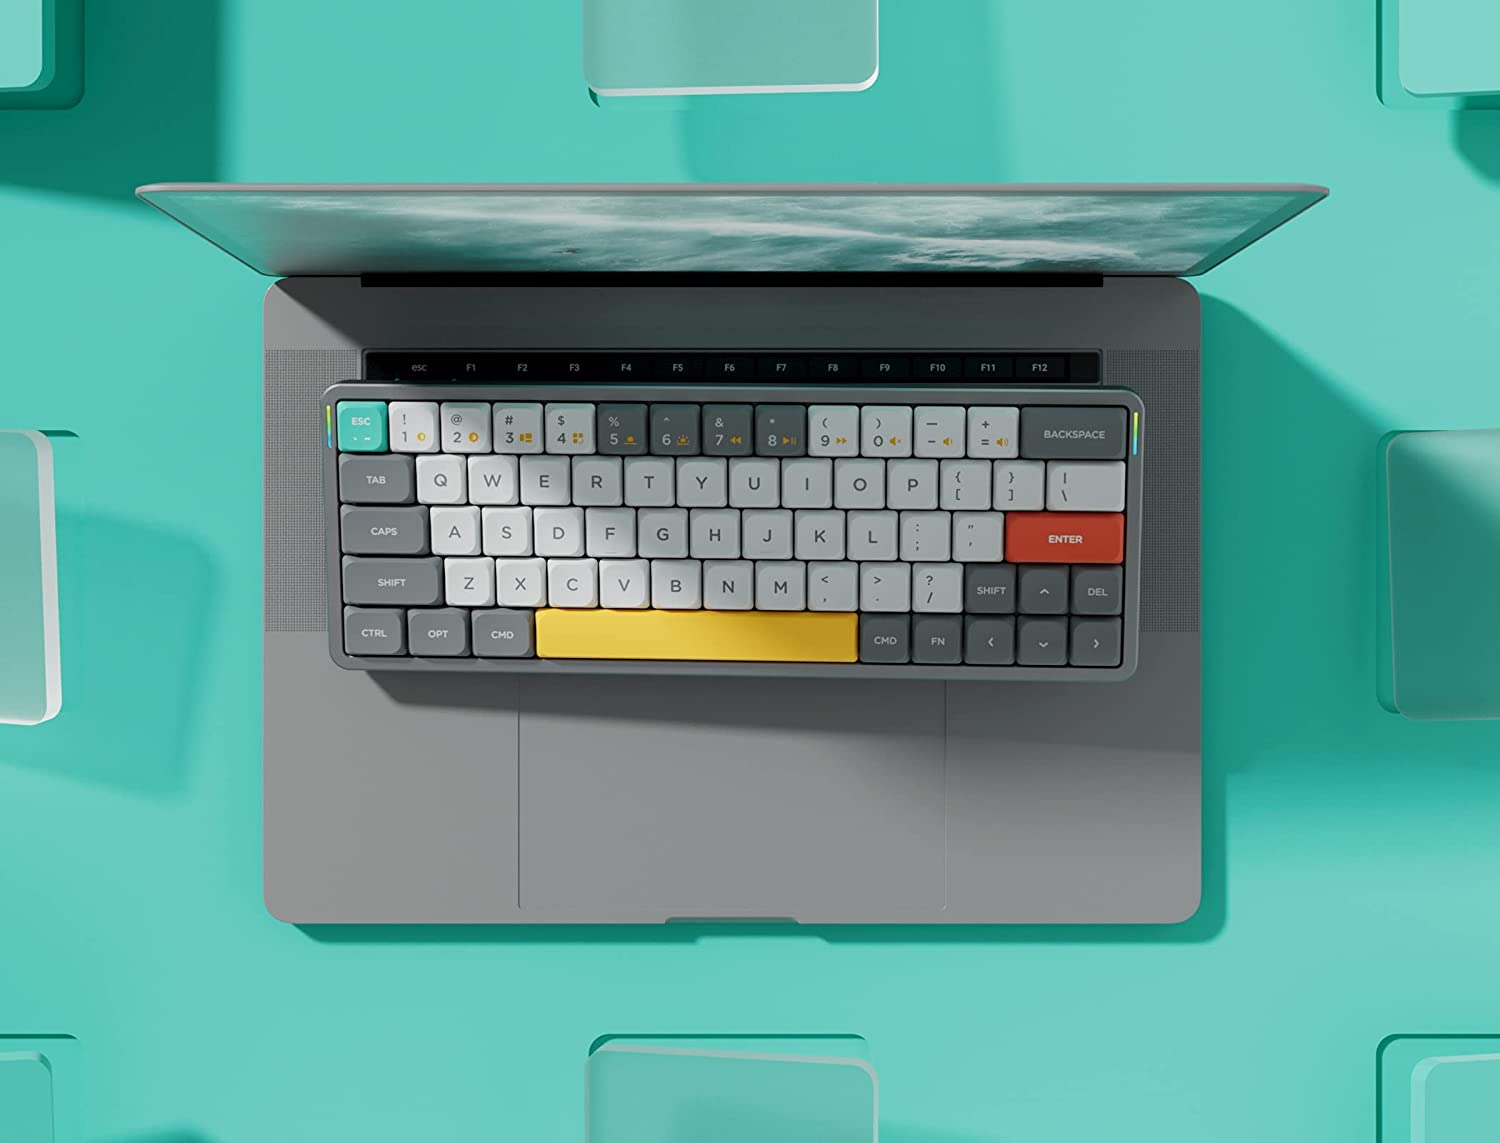 esc F1 F2 F3 F4 F5 F6 F7 F8 F9 F10 F11 F12
ESC ! @ # $ % ^ & * ( ) — +
` ~ 1 2 3 4 5 6 7 8 9 0 - = BACKSPACE
TAB Q W E R T Y U I O P { [ } ] | \
CAPS A S D F G H J K L : ; " ' ENTER
SHIFT Z X C V B N M < , > . ? / SHIFT ^ DEL
CTRL OPT CMD CMD FN < ⌄ >